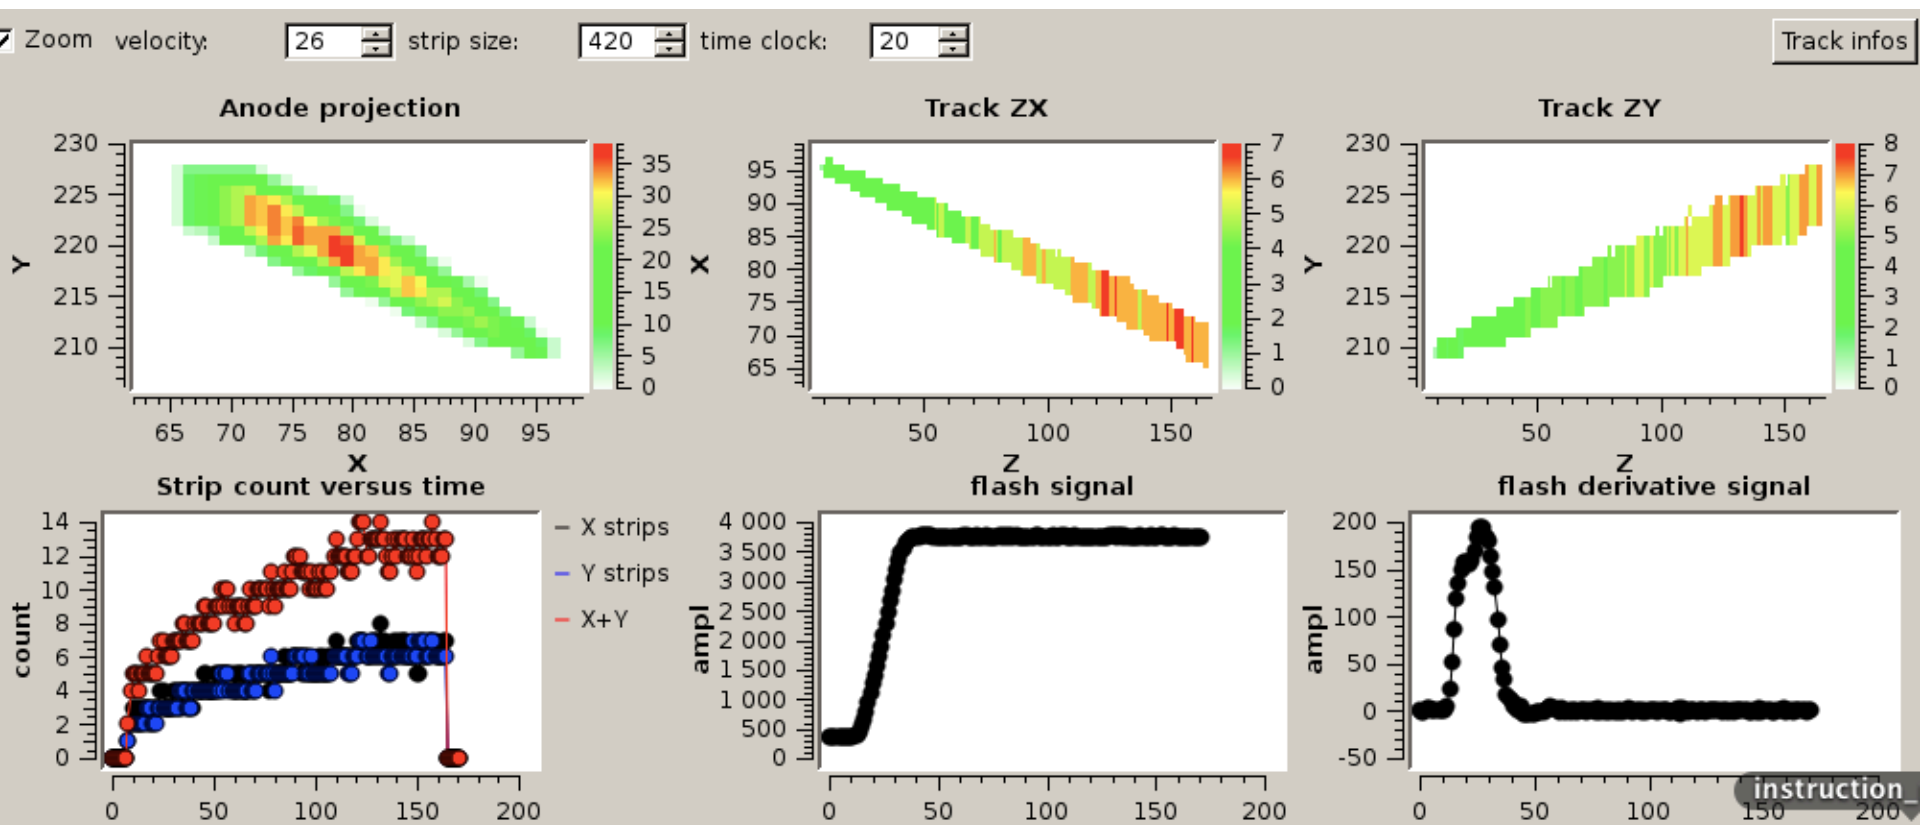 Zoom velocity: 26 strip size: 420 time clock: 20 Track infos
Anode projection
230
225
220
215
210
Y
65 70 75 80 85 90 95
X
35
30
25
20
15
10
5
0
Track ZX
95
90
85
80
75
70
65
X
50 100 150
Z
7
6
5
4
3
2
1
0
Track ZY
230
225
220
215
210
Y
50 100 150
Z
8
7
6
5
4
3
2
1
0
Strip count versus time
14
12
10
8
6
4
2
0
count
0 50 100 150 200
X strips
Y strips
X+Y
flash signal
4 000
3 500
3 000
2 500
2 000
1 500
1 000
500
0
ampl
0 50 100 150 200
flash derivative signal
200
150
100
50
0
-50
ampl
0 50 100 150 200
instruction_